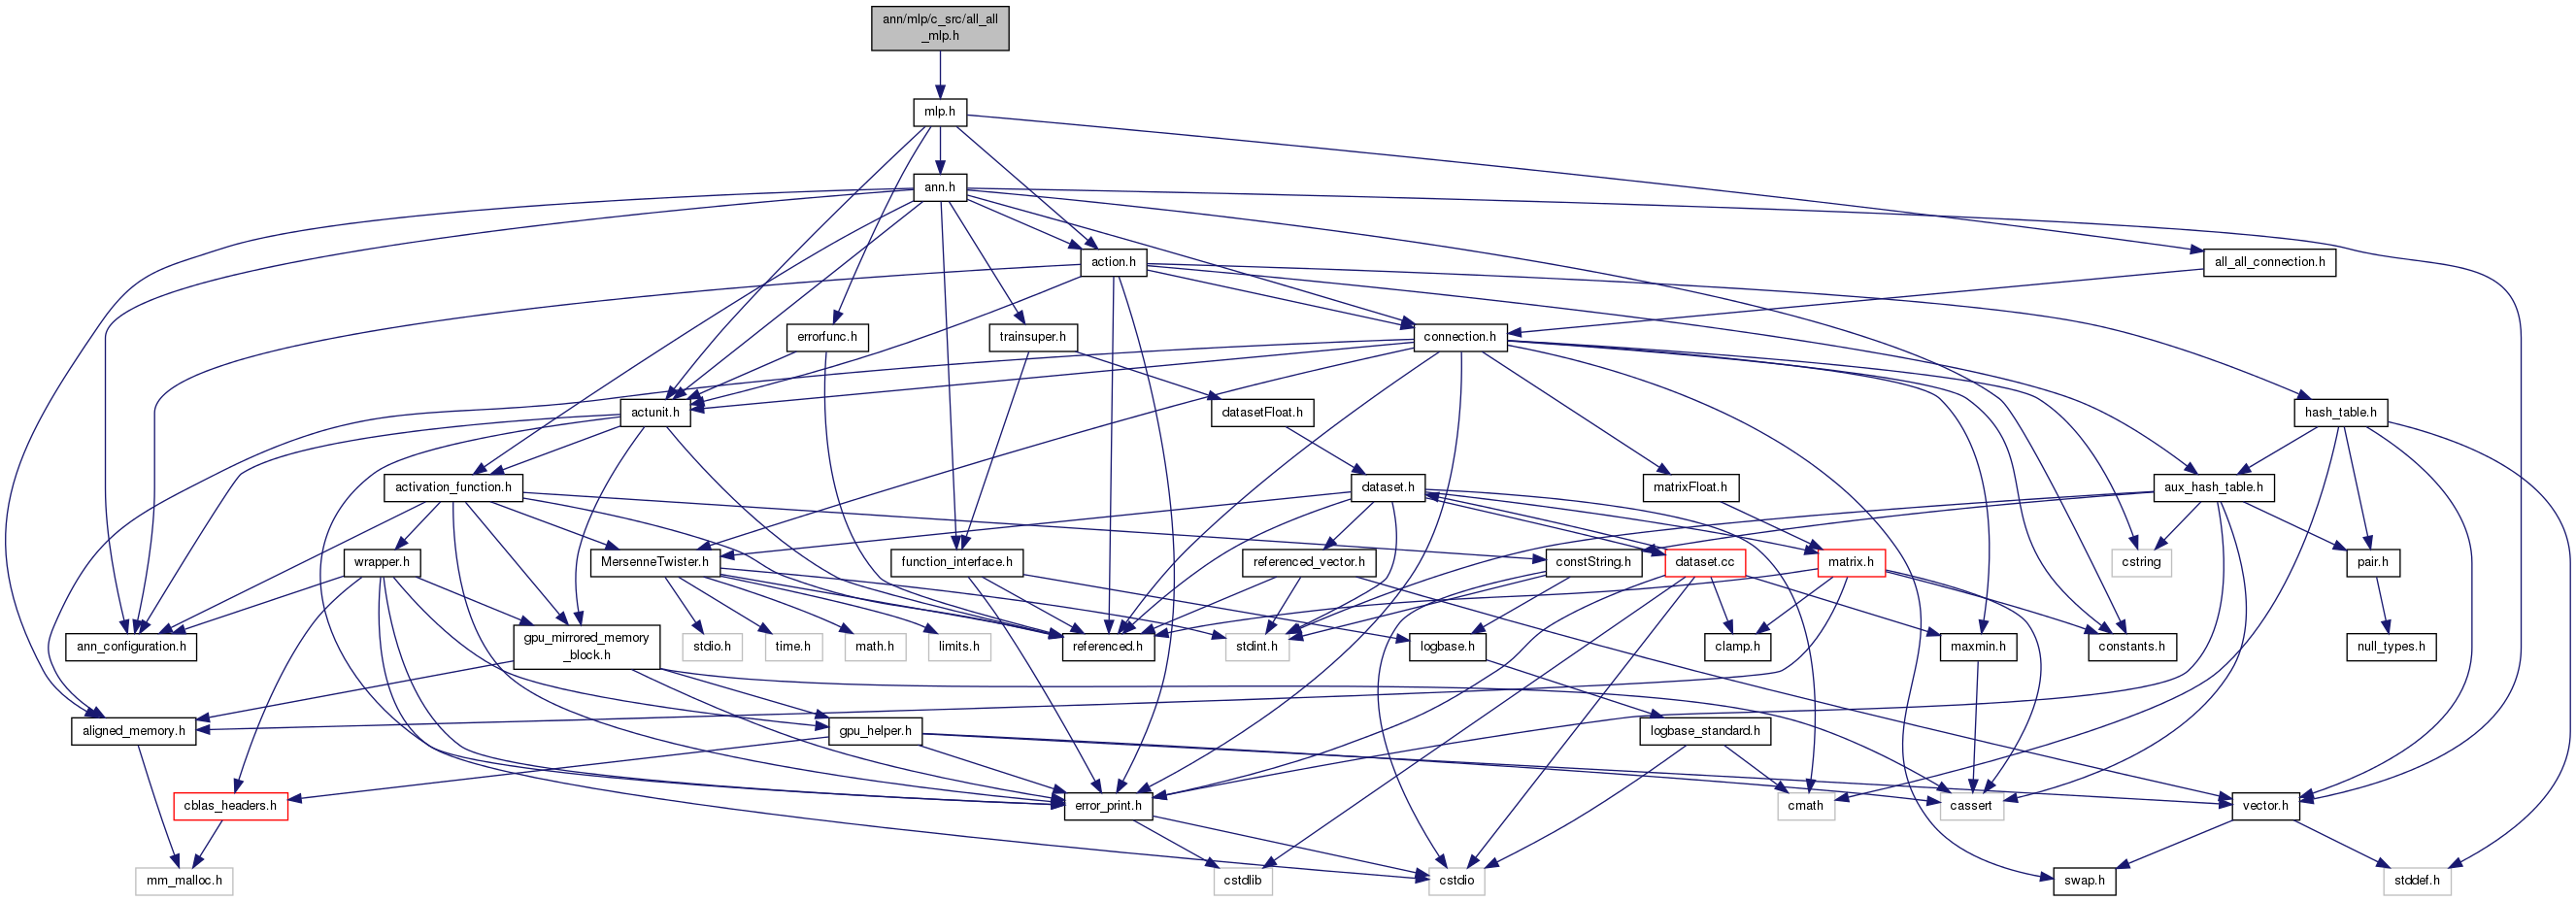 ann/mlp/c_src/all_all
_mlp.h
mlp.h
ann.h
action.h
all_all_connection.h
errorfunc.h
trainsuper.h
connection.h
actunit.h
datasetFloat.h
hash_table.h
activation_function.h
dataset.h
matrixFloat.h
aux_hash_table.h
wrapper.h
MersenneTwister.h
function_interface.h
referenced_vector.h
constString.h
dataset.cc
matrix.h
cstring
pair.h
ann_configuration.h
gpu_mirrored_memory
_block.h
stdio.h
time.h
math.h
limits.h
referenced.h
stdint.h
logbase.h
clamp.h
maxmin.h
constants.h
null_types.h
aligned_memory.h
gpu_helper.h
logbase_standard.h
cblas_headers.h
error_print.h
cmath
cassert
vector.h
mm_malloc.h
cstdlib
cstdio
swap.h
stddef.h